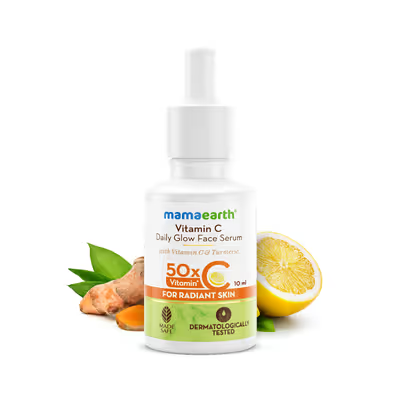 mamaearth®
Vitamin C
Daily Glow Face Serum
with Vitamin C & Turmeric
50x C
Vitamin*
10 ml
FOR RADIANT SKIN
MADE SAFE
DERMATOLOGICALLY
TESTED